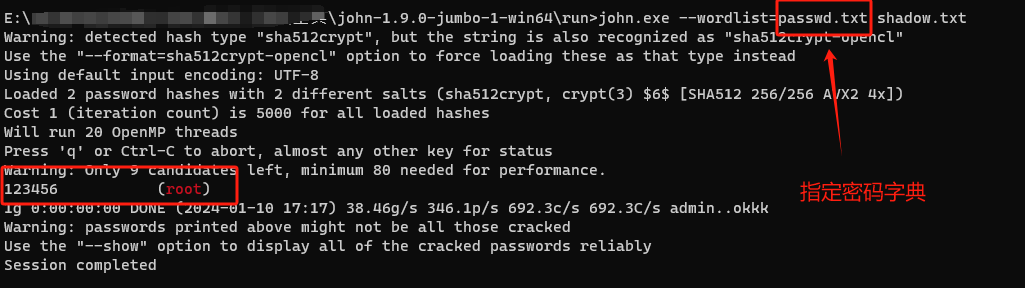 E:\典\john-1.9.0-jumbo-1-win64\run>john.exe --wordlist=passwd.txt shadow.txt
Warning: detected hash type "sha512crypt", but the string is also recognized as "sha512crypt-opencl"
Use the "--format=sha512crypt-opencl" option to force loading these as that type instead
Using default input encoding: UTF-8
Loaded 2 password hashes with 2 different salts (sha512crypt, crypt(3) $6$ [SHA512 256/256 AVX2 4x])
Cost 1 (iteration count) is 5000 for all loaded hashes
Will run 20 OpenMP threads
Press 'q' or Ctrl-C to abort, almost any other key for status
Warning: Only 9 candidates left, minimum 80 needed for performance.
123456 (root)
1g 0:00:00:00 DONE (2024-01-10 17:17) 38.46g/s 346.1p/s 692.3c/s 692.3C/s admin..okkk
Warning: passwords printed above might not be all those cracked
Use the "--show" option to display all of the cracked passwords reliably
Session completed
指定密码字典